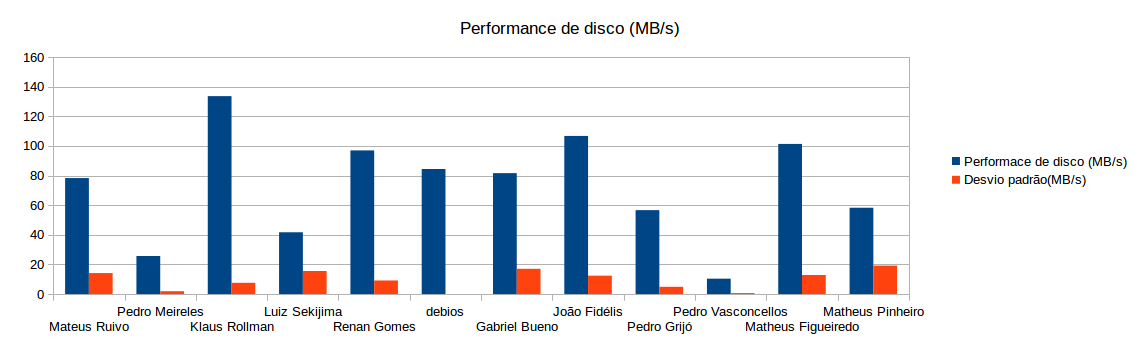 Performance de disco (MB/s)
160
140
120
100
80
60
40
20
0
Performace de disco (MB/s)
Desvio padrão(MB/s)
Mateus Ruivo
Pedro Meireles
Klaus Rollman
Luiz Sekijima
Renan Gomes
debios
Gabriel Bueno
João Fidélis
Pedro Grijó
Pedro Vasconcellos
Matheus Figueiredo
Matheus Pinheiro